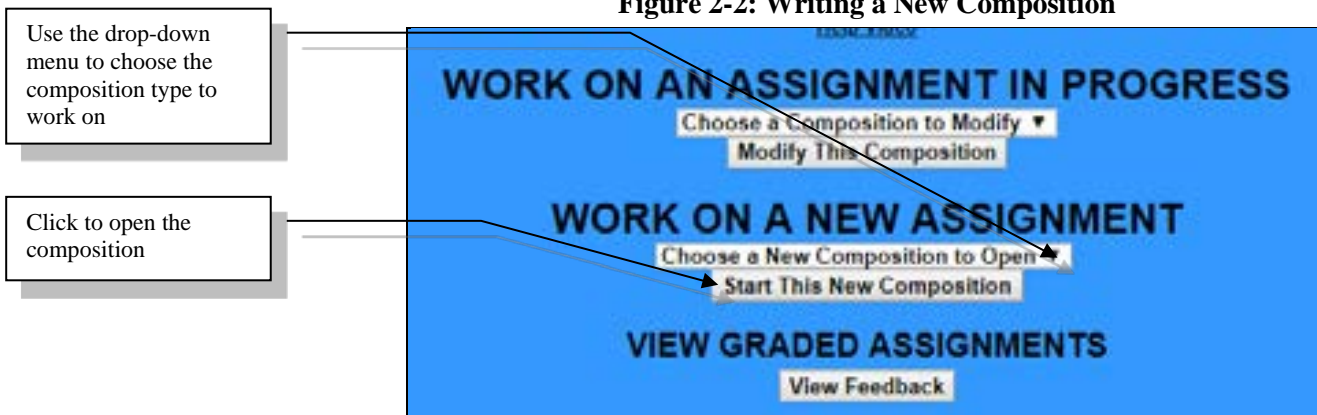 Figure 2-2: Writing a New Composition
Use the drop-down
menu to choose the
composition type to
work on
WORK ON AN ASSIGNMENT IN PROGRESS
Choose a Composition to Modify ▼
Modify This Composition
Click to open the
composition
WORK ON A NEW ASSIGNMENT
Choose a New Composition to Open ▼
Start This New Composition
VIEW GRADED ASSIGNMENTS
View Feedback